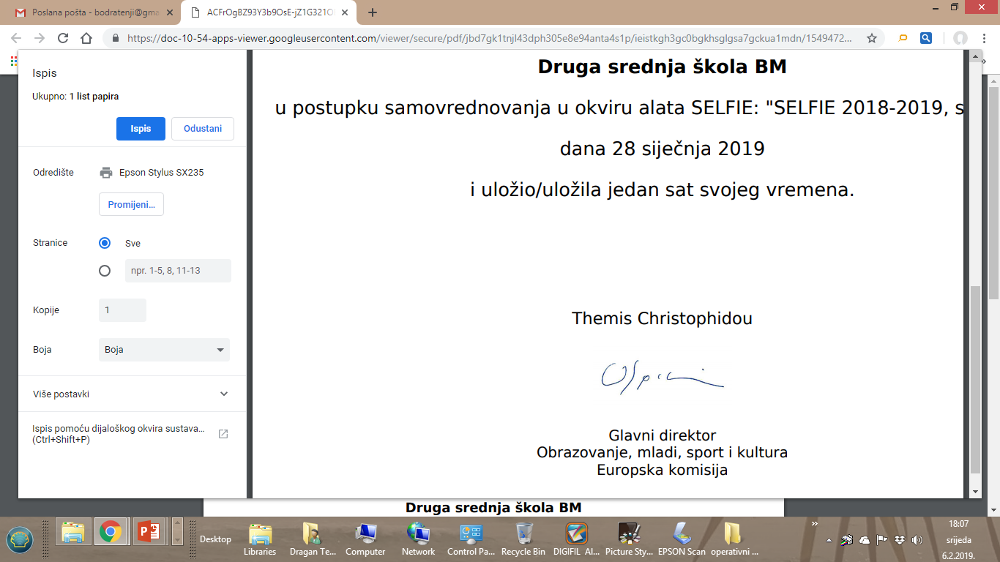 Poslana pošta - bodratenji@gma
ACFrOgBZ93Y3b9OsE-jZ1G321O
https://doc-10-54-apps-viewer.googleusercontent.com/viewer/secure/pdf/jbd7gk1tnjl43dph305e8e94anta4s1p/ieistkgh3gc0bgkhsglgsa7gckua1mdn/1549472...
Ispis
Ukupno: 1 list papira
Ispis
Odustani
Odredište
Epson Stylus SX235
Promijeni...
Stranice
Sve
npr. 1-5, 8, 11-13
Kopije
1
Boja
Boja
Više postavki
Ispis pomoću dijaloškog okvira sustava...
(Ctrl+Shift+P)
Druga srednja škola BM
u postupku samovrednovanja u okviru alata SELFIE: "SELFIE 2018-2019, s
dana 28 siječnja 2019
i uložio/uložila jedan sat svojeg vremena.
Themis Christophidou
Glavni direktor
Obrazovanje, mladi, sport i kultura
Europska komisija
Druga srednja škola BM
Desktop
Libraries
Dragan Te...
Computer
Network
Control Pa...
Recycle Bin
DIGIFIL Al...
Picture Sty...
EPSON Scan
operativni ...
18:07
srijeda
6.2.2019.